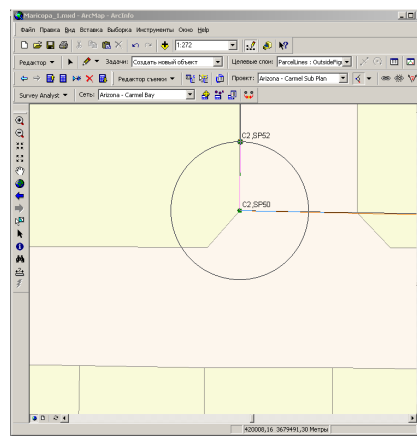 Maricopa_1.mxd - ArcMap - ArcInfo
Файл Правка Вид Вставка Выборка Инструменты Окно Help
1:272
Редактор Задачи: Создать новый объект Целевые слои: ParcelLines : OutsidePigr
Редактор съемки Проект: Arizona - Carmel Sub Plan
Survey Analyst Сеть: Arizona - Carmel Bay
C2,SP52
C2,SP50
420008,16 3679491,30 Метры